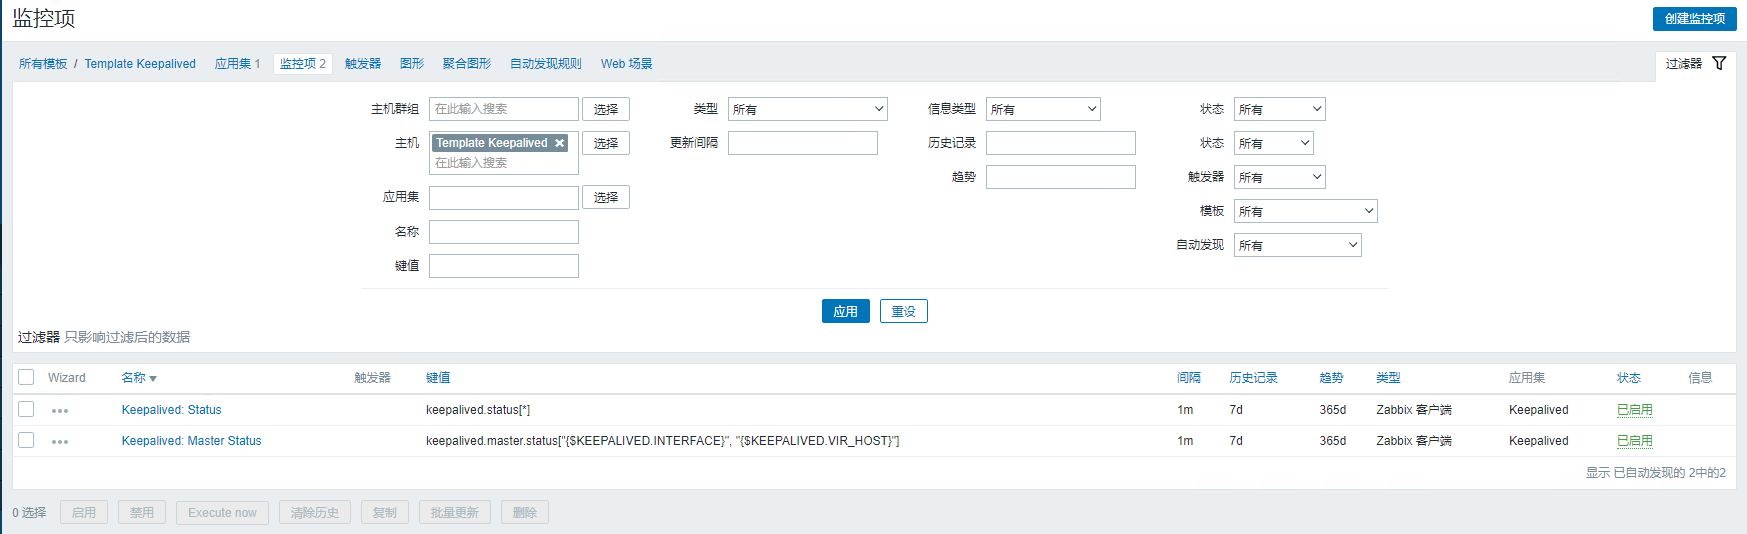 监控项
创建监控项
所有模板 / Template Keepalived 应用集 1 监控项 2 触发器 图形 聚合图形 自动发现规则 Web 场景
过滤器
主机群组 在此输入搜索 选择 类型 所有 信息类型 所有 状态 所有
主机 Template Keepalived 选择 更新间隔 历史记录 状态 所有
在此输入搜索
趋势 触发器 所有
应用集 选择
模板 所有
名称
自动发现 所有
键值
应用 重设
过滤器 只影响过滤后的数据
Wizard 名称 触发器 键值 间隔 历史记录 趋势 类型 应用集 状态 信息
Keepalived: Status keepalived.status[*] 1m 7d 365d Zabbix 客户端 Keepalived 已启用
Keepalived: Master Status keepalived.master.status["{$KEEPALIVED.INTERFACE}", "{$KEEPALIVED.VIR_HOST}"] 1m 7d 365d Zabbix 客户端 Keepalived 已启用
显示 已自动发现的 2中的2
0 选择 启用 禁用 Execute now 清除历史 复制 批量更新 删除